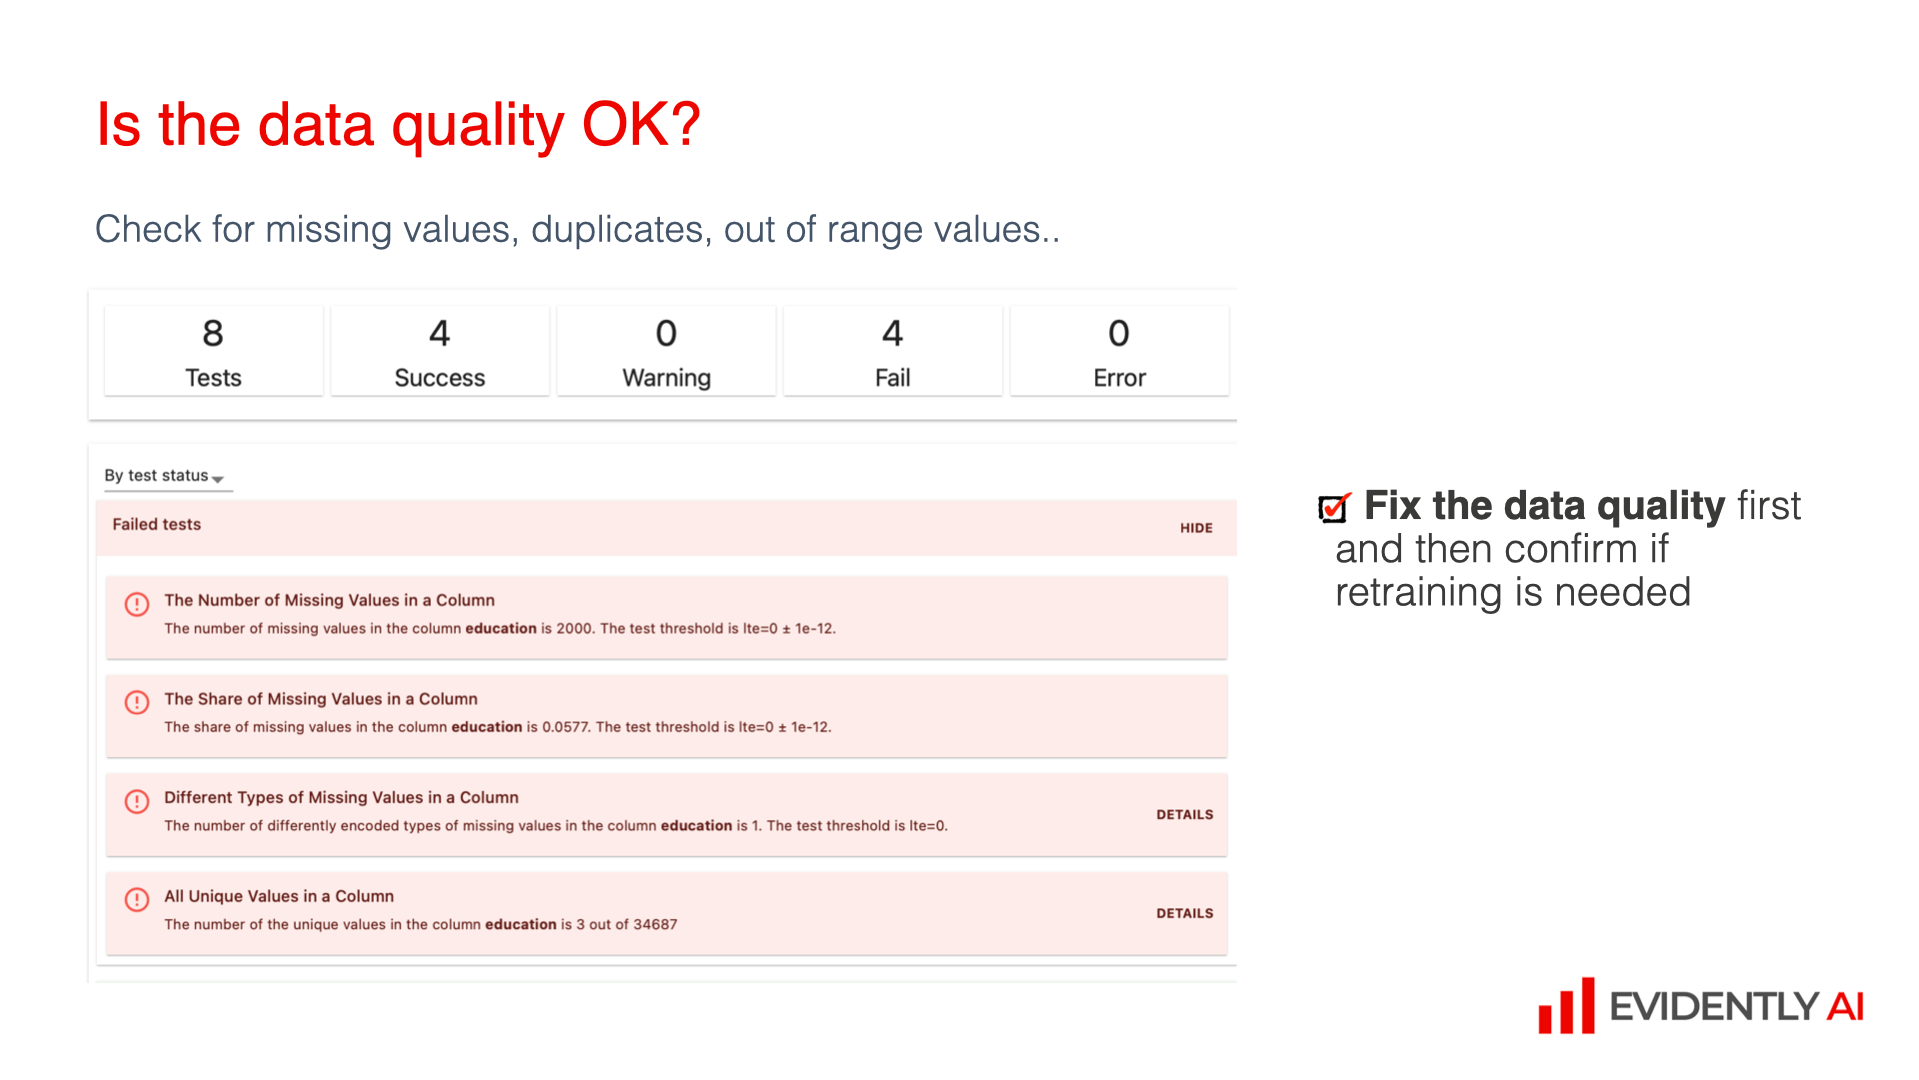 Is the data quality OK?
Check for missing values, duplicates, out of range values..
8
Tests
4
Success
0
Warning
4
Fail
0
Error
By test status
Failed tests
HIDE
The Number of Missing Values in a Column
The number of missing values in the column education is 2000. The test threshold is lte=0 ± 1e-12.
The Share of Missing Values in a Column
The share of missing values in the column education is 0.0577. The test threshold is lte=0 ± 1e-12.
Different Types of Missing Values in a Column
The number of differently encoded types of missing values in the column education is 1. The test threshold is lte=0.
DETAILS
All Unique Values in a Column
The number of the unique values in the column education is 3 out of 34687
DETAILS
Fix the data quality first
and then confirm if
retraining is needed
EVIDENTLY AI